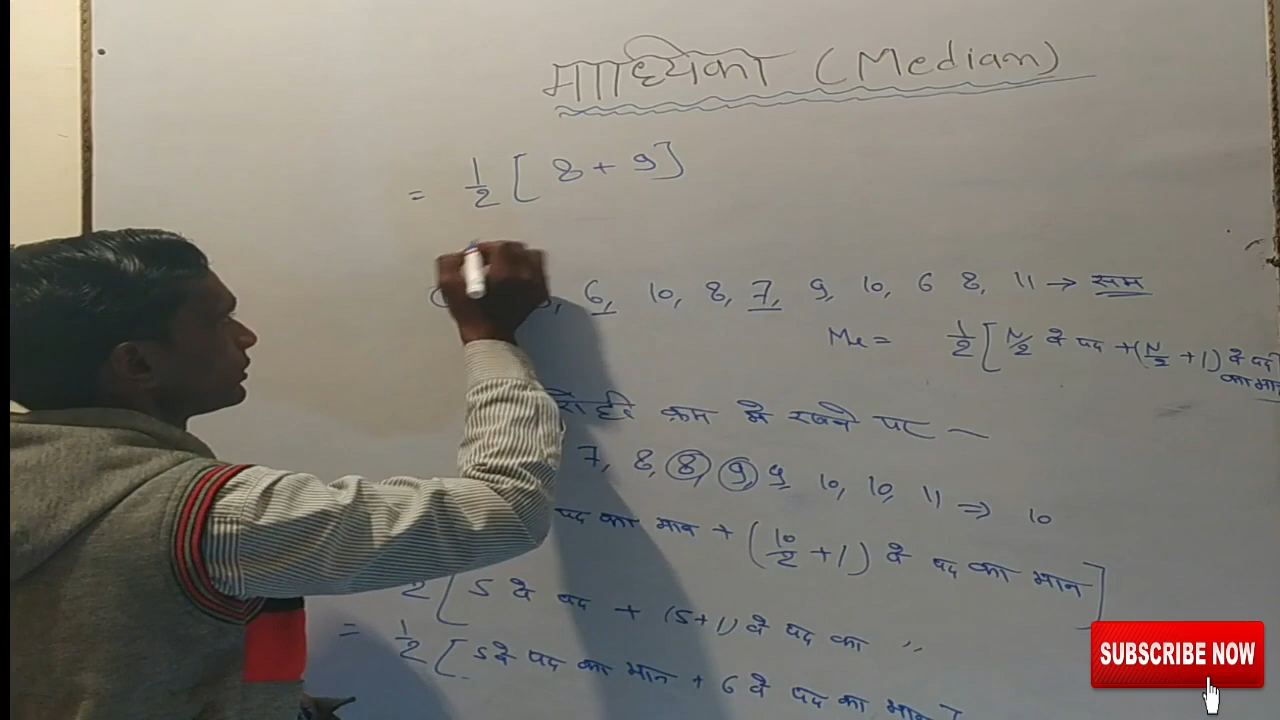 माध्यिका (Median)
= 1/2 [ 8 + 9 ]
6, 10, 8, 7, 9, 10, 6 8, 11 → सम
Me = 1/2 [ N/2 वे पद + (N/2 + 1) वे पद का मान
क्रम मे रखने पर —
7, 8, 8, 9, 9, 10, 10, 11 ⇒ 10
पद का मान + (10/2 + 1) वे पद का मान ]
2 [ 5 वे पद + (5+1) वे पद का ,,
= 1/2 [ 5 वे पद का मान + 6 वे पद का मान ]
SUBSCRIBE NOW